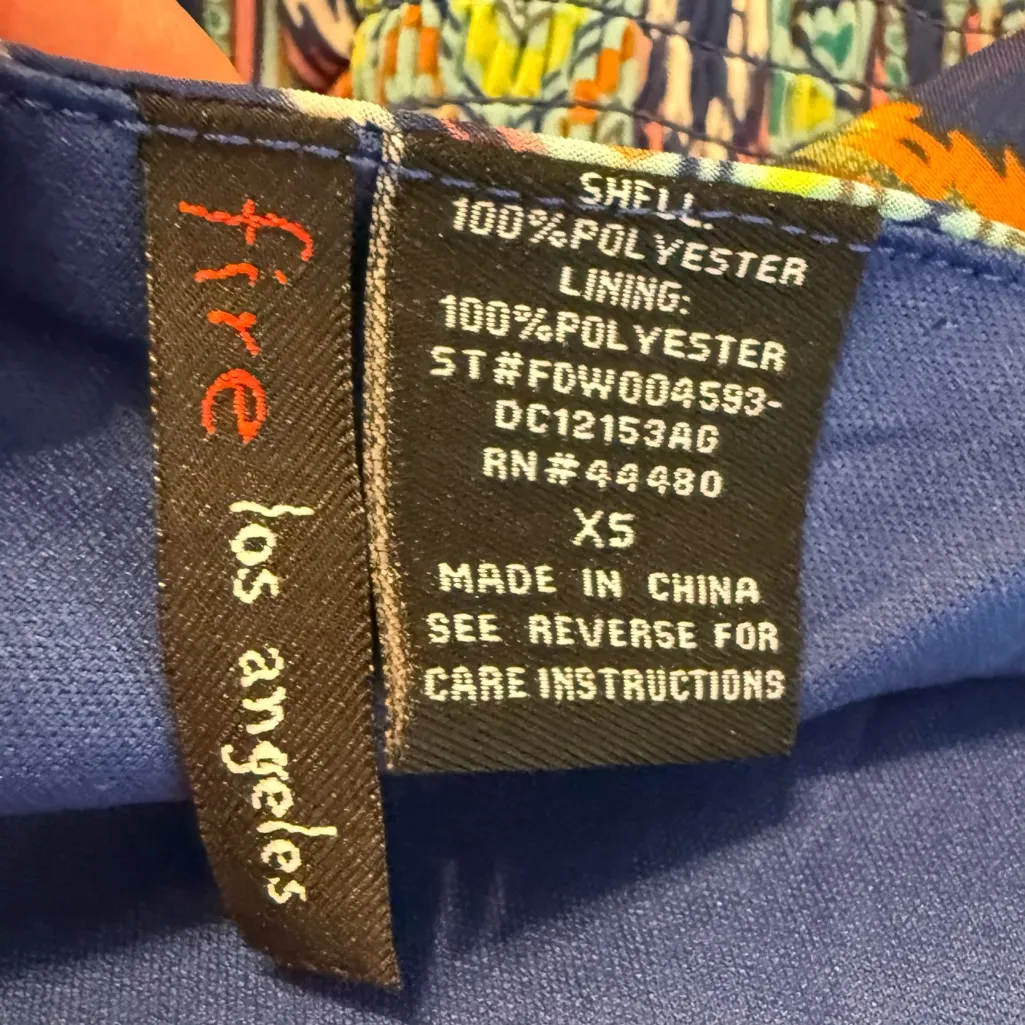 fire
los angeles
SHELL:
100%POLYESTER
LINING:
100%POLYESTER
ST#FDW004593-
DC12153AG
RN#44480
XS
MADE IN CHINA
SEE REVERSE FOR
CARE INSTRUCTIONS